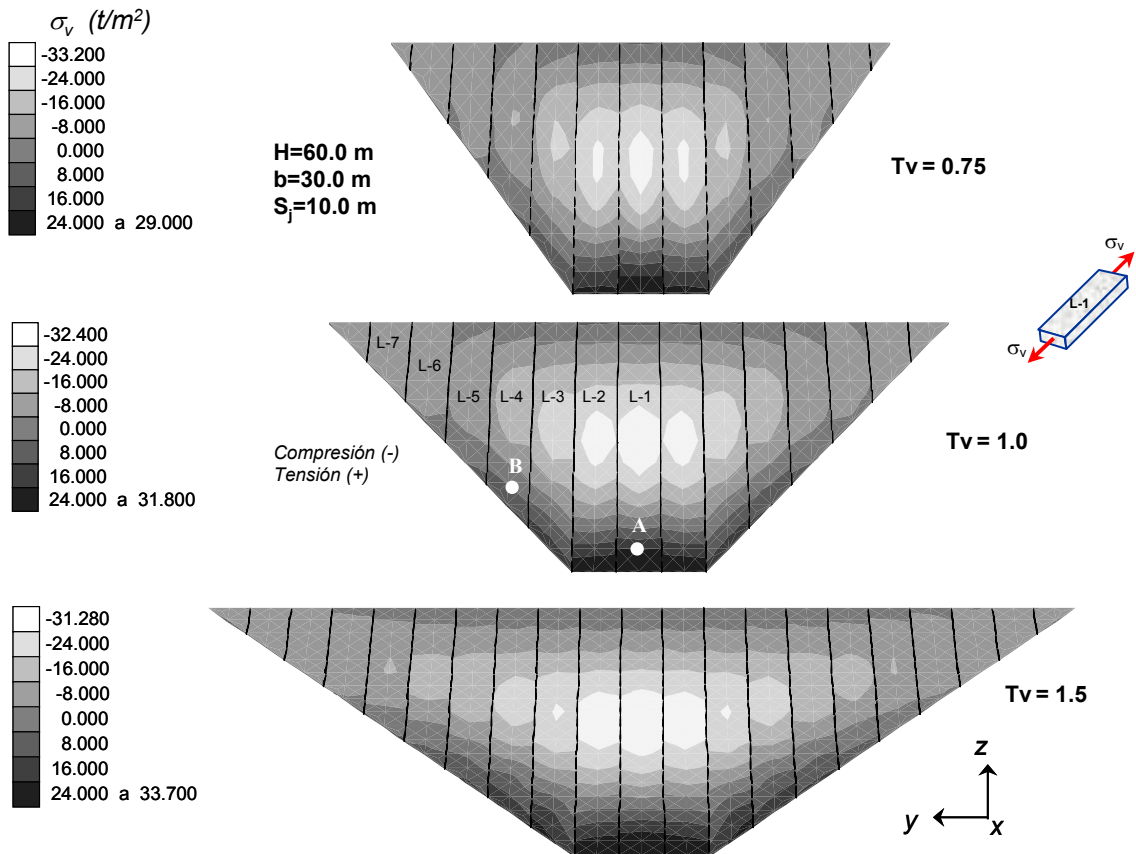 σv (t/m²)
-33.200
-24.000
-16.000
-8.000
0.000
8.000
16.000
24.000 a 29.000
H=60.0 m
b=30.0 m
Sj=10.0 m
Tv = 0.75
σv
L-1
σv
-32.400
-24.000
-16.000
-8.000
0.000
8.000
16.000
24.000 a 31.800
L-7
L-6
L-5
L-4
L-3
L-2
L-1
Compresión (-)
Tensión (+)
B
A
Tv = 1.0
-31.280
-24.000
-16.000
-8.000
0.000
8.000
16.000
24.000 a 33.700
Tv = 1.5
z
y
x